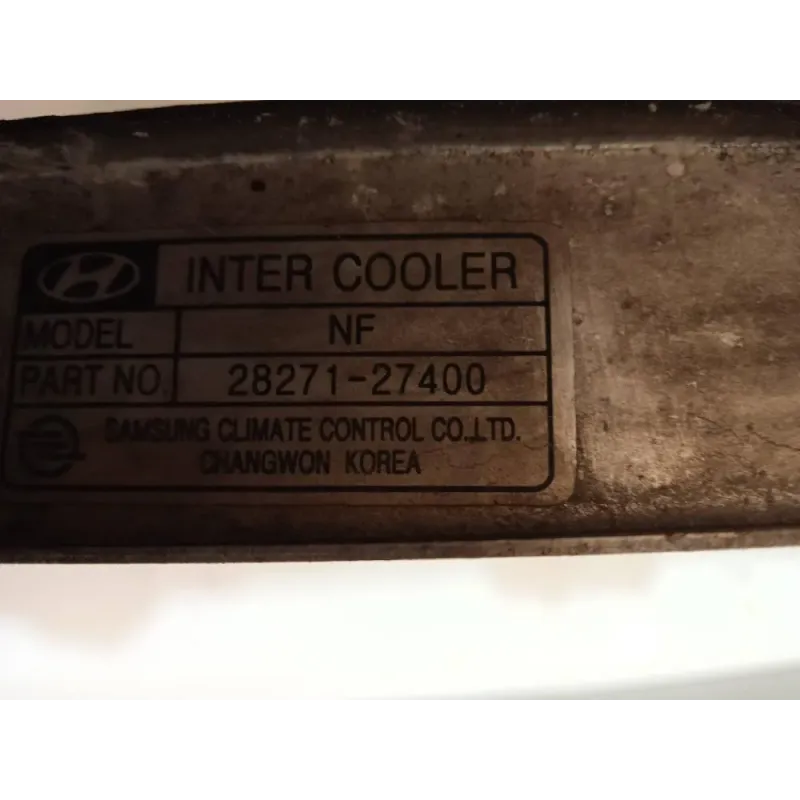 INTER COOLER
MODEL NF
PART NO. 28271-27400
SAMSUNG CLIMATE CONTROL CO.,LTD.
CHANGWON KOREA